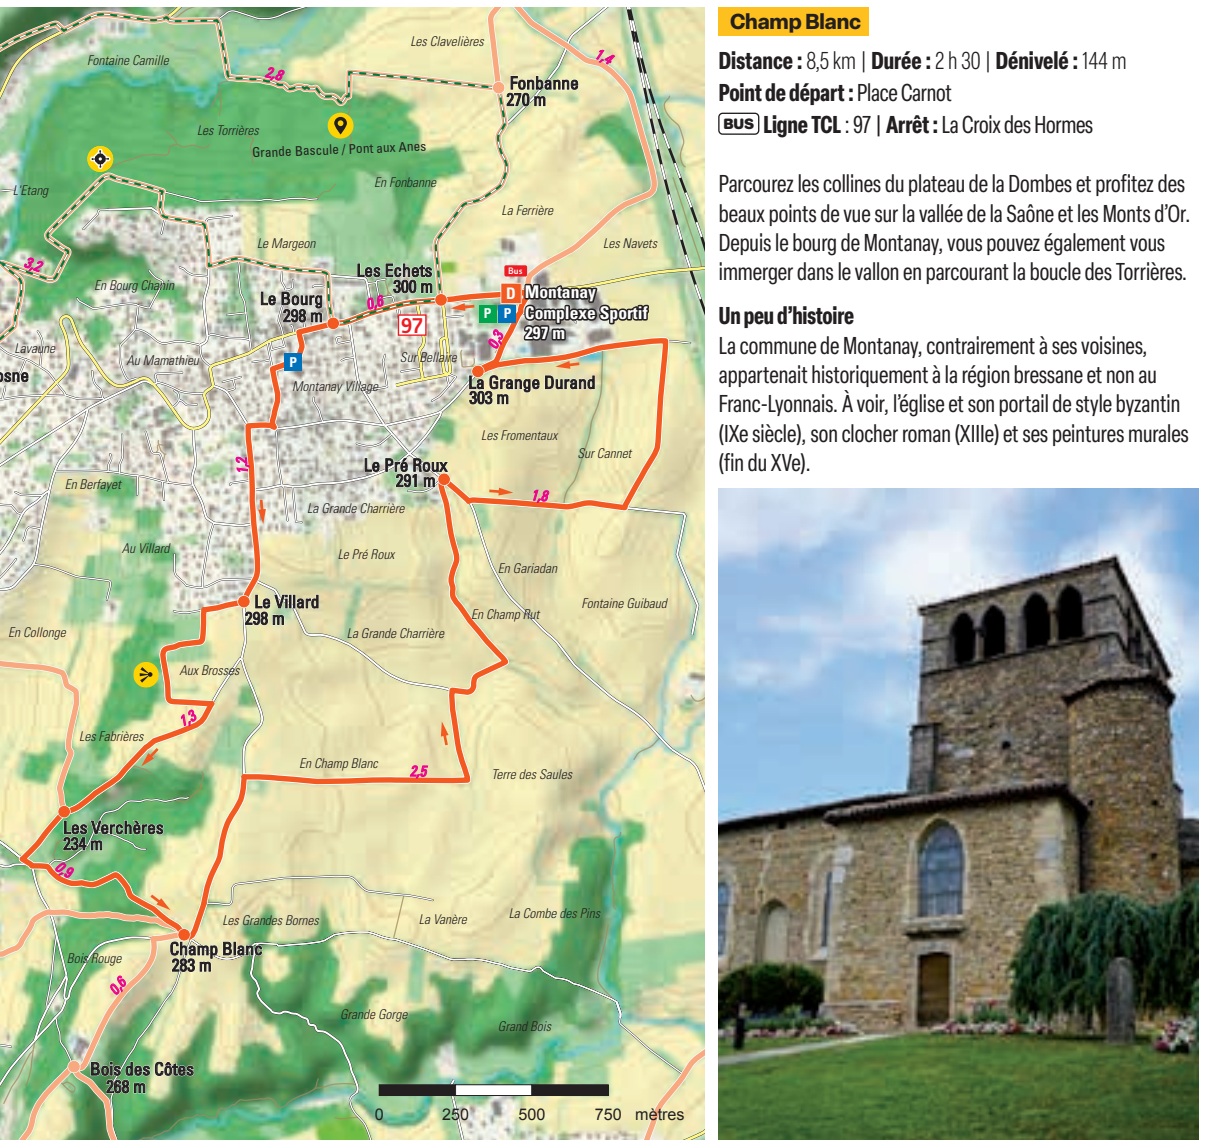 Champ Blanc
Distance : 8,5 km | Durée : 2 h 30 | Dénivelé : 144 m
Point de départ : Place Carnot
BUS Ligne TCL : 97 | Arrêt : La Croix des Hormes
Parcourez les collines du plateau de la Dombes et profitez des
beaux points de vue sur la vallée de la Saône et les Monts d'Or.
Depuis le bourg de Montanay, vous pouvez également vous
immerger dans le vallon en parcourant la boucle des Torrières.
Un peu d'histoire
La commune de Montanay, contrairement à ses voisines,
appartenait historiquement à la région bressane et non au
Franc-Lyonnais. À voir, l'église et son portail de style byzantin
(IXe siècle), son clocher roman (XIIIe) et ses peintures murales
(fin du XVe).
Les Clavelières
1,4
Fontaine Camille
2,8
Fonbanne
270 m
Les Torrières
Grande Bascule / Pont aux Anes
L'Etang
En Fonbanne
La Ferrière
Les Navets
Le Margeon
3,2
Les Echets
300 m
Bus
En Bourg Chanin
Le Bourg
298 m
0,6
D Montanay
Complexe Sportif
297 m
P P
97
0,3
Lavaune
osne
Au Mamathieu
P
Sur Bellaire
Montanay Village
La Grange Durand
303 m
Les Fromentaux
Sur Cannet
1,2
Le Pré Roux
291 m
En Berfayet
1,8
La Grande Charrière
Au Villard
Le Pré Roux
En Gariadan
Le Villard
298 m
En Champ Rut
Fontaine Guibaud
En Collonge
La Grande Charrière
Aux Brosses
1,3
Les Fabrières
En Champ Blanc
2,5
Terre des Saules
Les Verchères
234 m
0,9
Les Grandes Bornes
La Vanère
La Combe des Pins
Champ Blanc
283 m
Bois Rouge
0,6
Grande Gorge
Grand Bois
Bois des Côtes
268 m
0 250 500 750 mètres